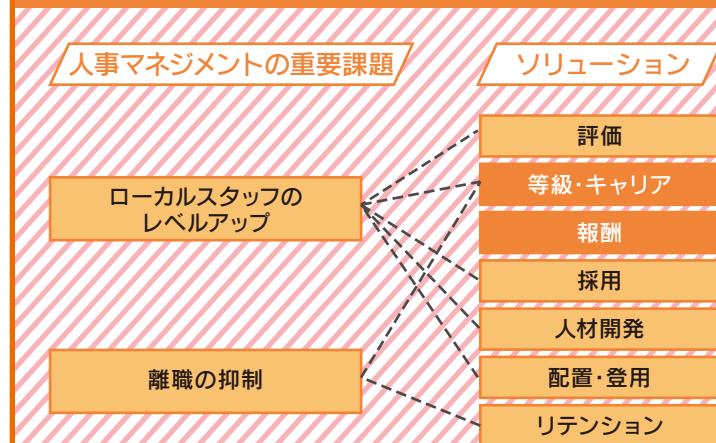 人事マネジメントの重要課題
ソリューション
ローカルスタッフの
レベルアップ
離職の抑制
評価
等級・キャリア
報酬
採用
人材開発
配置・登用
リテンション